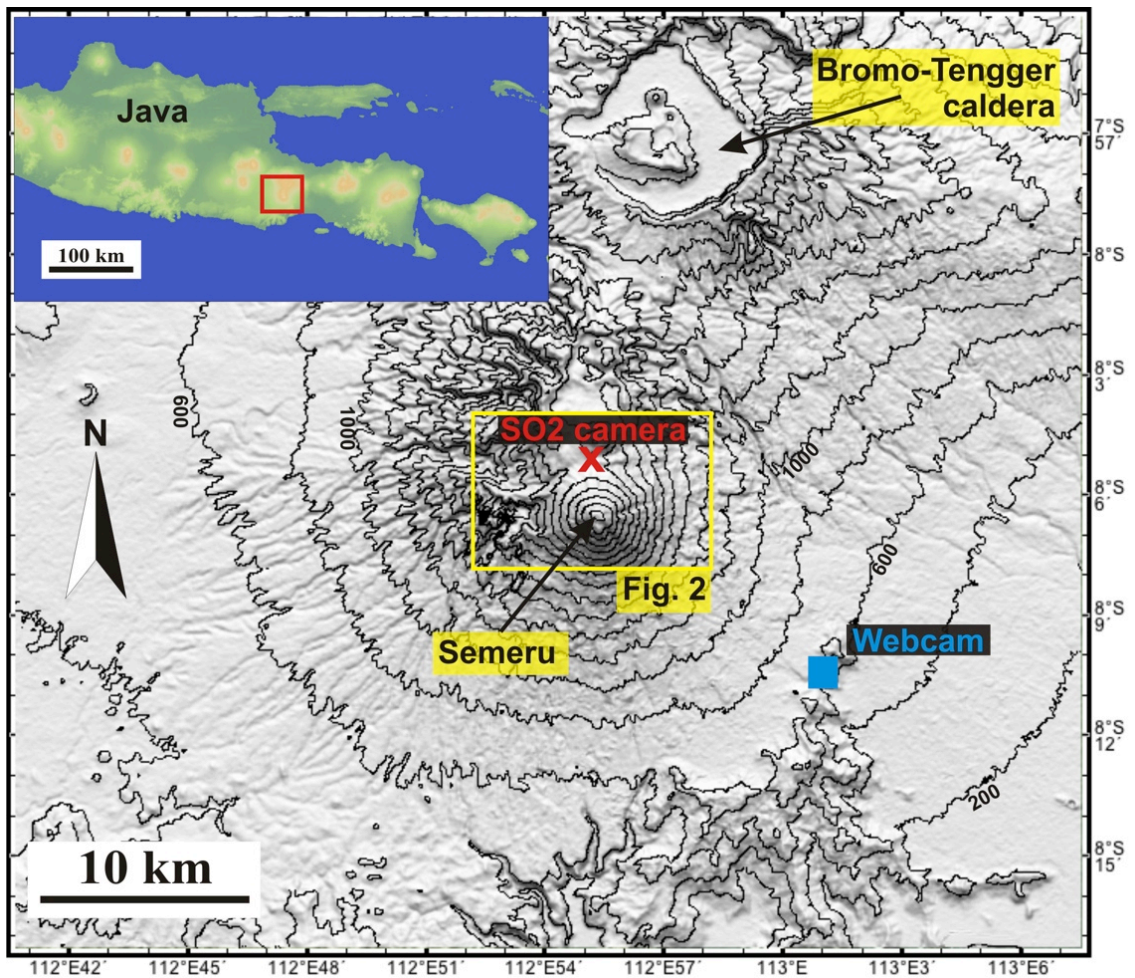 Java
100 km
Bromo-Tengger
caldera
7°S
57´
8°S
8°S
3´
8°S
6´
8°S
9´
8°S
12´
8°S
15´
600
1000
1000
600
200
N
SO2 camera
Fig. 2
Semeru
Webcam
10 km
112°E42´
112°E45´
112°E48´
112°E51´
112°E54´
112°E57´
113°E
113°E3´
113°E6´